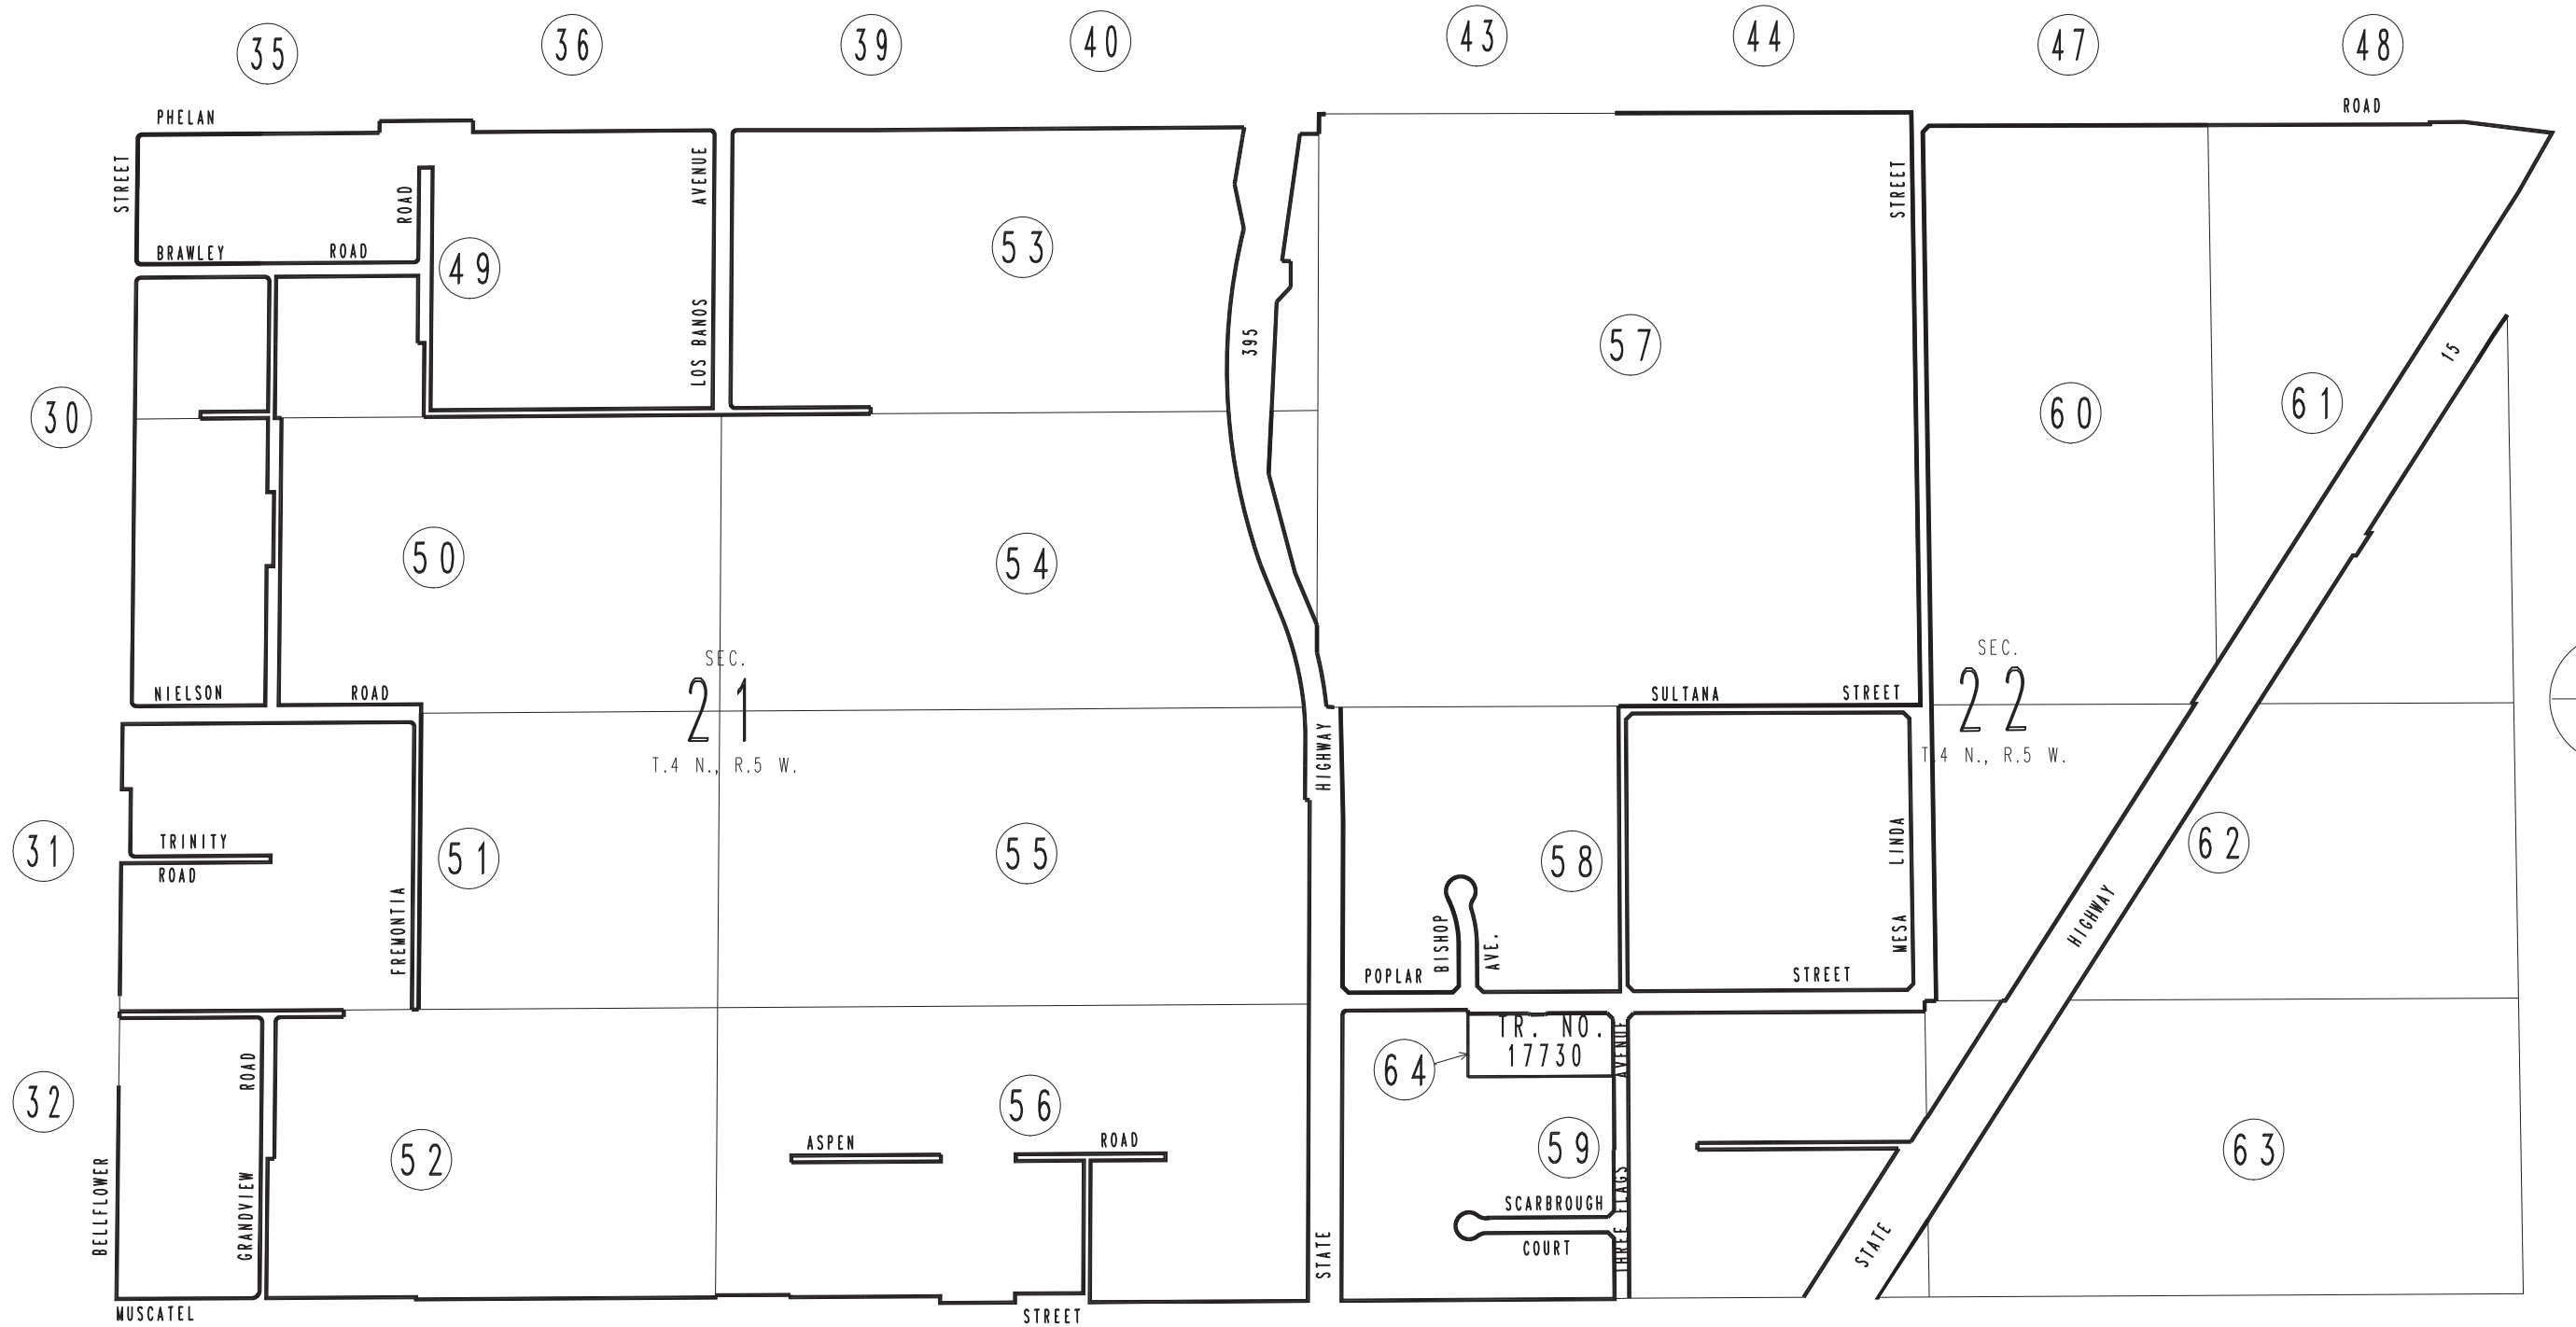 35
36
39
40
43
44
47
48
PHELAN
ROAD
STREET
ROAD
AVENUE
STREET
BRAWLEY
ROAD
49
53
LOS BANOS
395
57
15
30
60
61
50
54
SEC.
21
T.4 N., R.5 W.
SEC.
22
T.4 N., R.5 W.
NIELSON
ROAD
SULTANA
STREET
HIGHWAY
31
TRINITY
ROAD
51
55
58
LINDA
62
FREMONTIA
BISHOP
AVE.
MESA
HIGHWAY
POPLAR
STREET
TR. NO.
17730
64
AVENUE
32
ROAD
56
ASPEN
ROAD
59
63
52
BELLFLOWER
GRANDVIEW
SCARBROUGH
COURT
THREE FLAGS
STATE
STATE
MUSCATEL
STREET